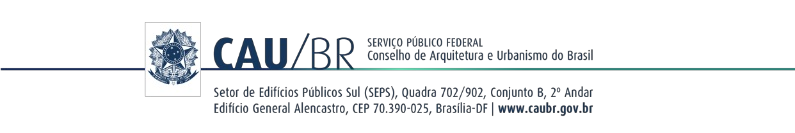 CAU/BR
SERVIÇO PÚBLICO FEDERAL
Conselho de Arquitetura e Urbanismo do Brasil
Setor de Edifícios Públicos Sul (SEPS), Quadra 702/902, Conjunto B, 2º Andar
Edifício General Alencastro, CEP 70.390-025, Brasília-DF | www.caubr.gov.br